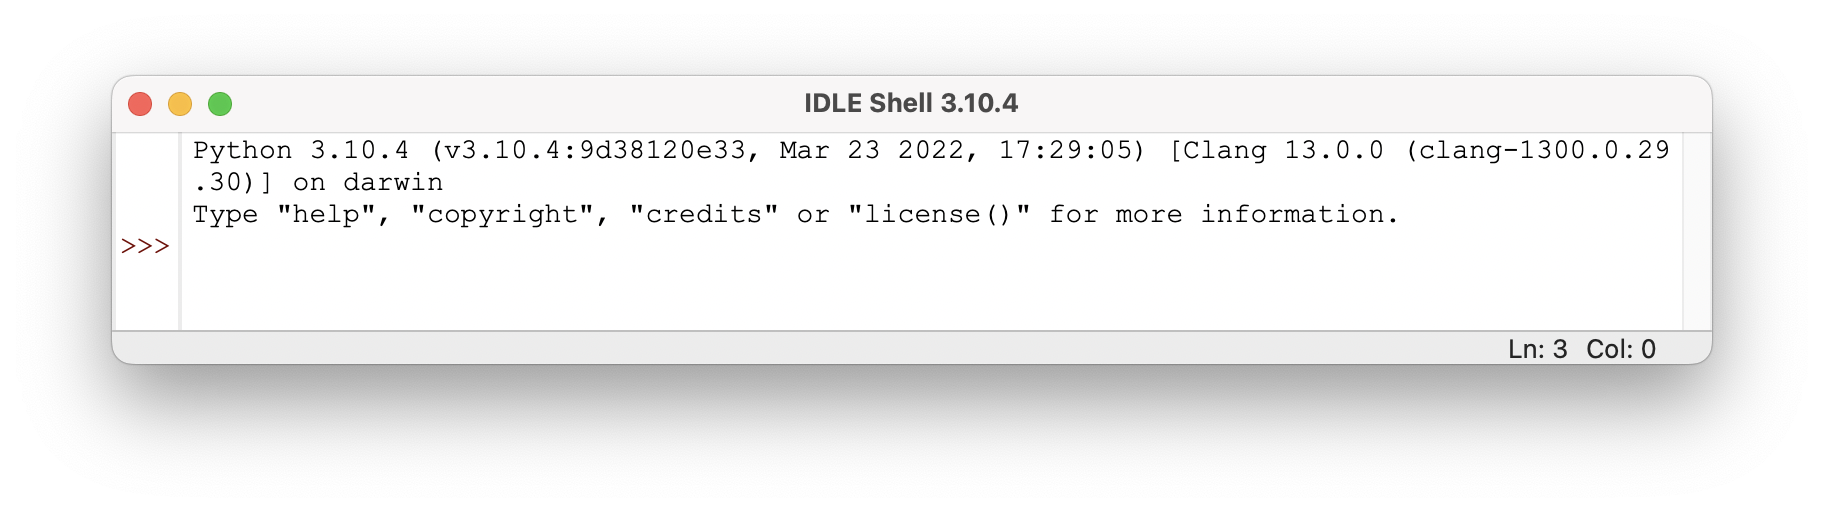 IDLE Shell 3.10.4
Python 3.10.4 (v3.10.4:9d38120e33, Mar 23 2022, 17:29:05) [Clang 13.0.0 (clang-1300.0.29
.30)] on darwin
Type "help", "copyright", "credits" or "license()" for more information.
>>>
Ln: 3 Col: 0